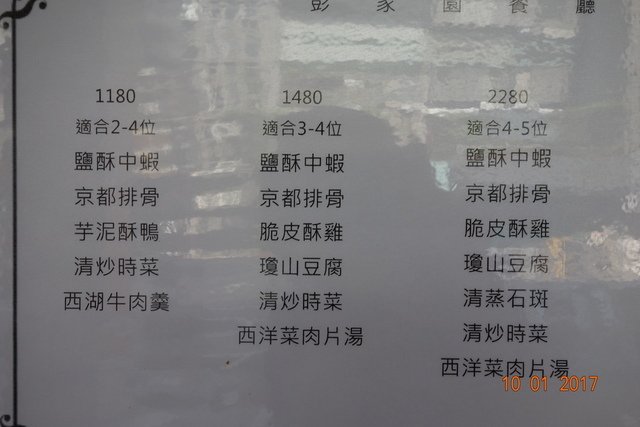 彭家園餐廳
1180
適合2-4位
鹽酥中蝦
京都排骨
芋泥酥鴨
清炒時菜
西湖牛肉羹
1480
適合3-4位
鹽酥中蝦
京都排骨
脆皮酥雞
瓊山豆腐
清炒時菜
西洋菜肉片湯
2280
適合4-5位
鹽酥中蝦
京都排骨
脆皮酥雞
瓊山豆腐
清蒸石斑
清炒時菜
西洋菜肉片湯
10 01 2017